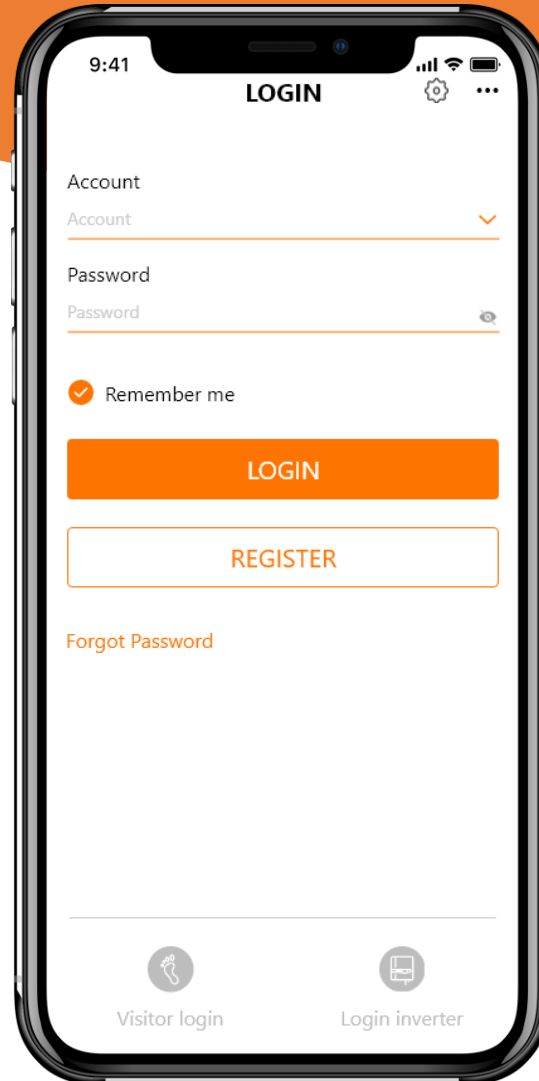 9:41
LOGIN
Account
Account
Password
Password
Remember me
LOGIN
REGISTER
Forgot Password
Visitor login
Login inverter